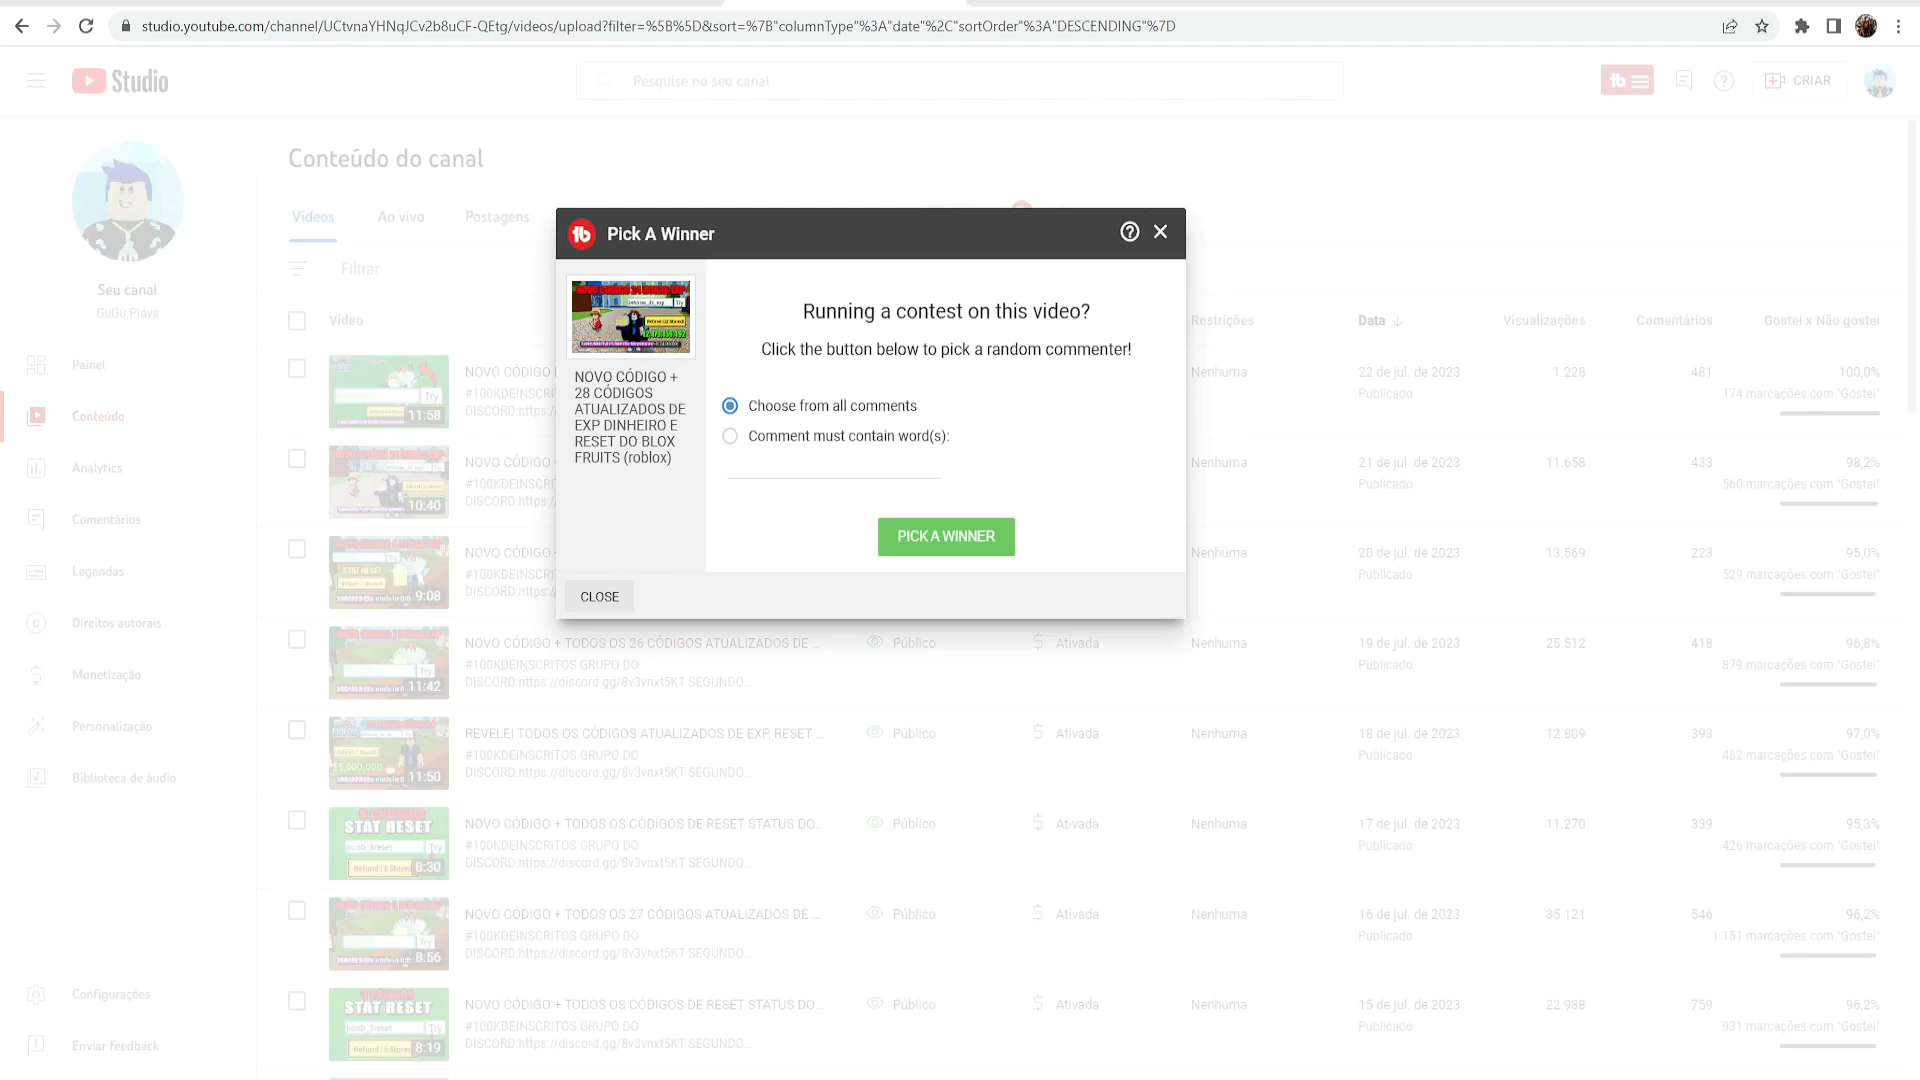 studio.youtube.com/channel/UCtvnaYHNqJCv2b8uCF-QEtg/videos/upload?filter=%5B%5D&sort=%7B"columnType"%3A"date"%2C"sortOrder"%3A"DESCENDING"%7D
Studio
Pesquise no seu canal
CRIAR
Seu canal
GuGu Plays
Painel
Conteúdo
Analytics
Comentários
Legendas
Direitos autorais
Monetização
Personalização
Biblioteca de áudio
Configurações
Enviar feedback
Conteúdo do canal
Vídeos Ao vivo Postagens
Filtrar
Vídeo Restrições Data Visualizações Comentários Gostei x Não gostei
Pick A Winner
NOVO CÓDIGO +
28 CÓDIGOS
ATUALIZADOS DE
EXP DINHEIRO E
RESET DO BLOX
FRUITS (roblox)
Running a contest on this video?
Click the button below to pick a random commenter!
Choose from all comments
Comment must contain word(s):
PICK A WINNER
CLOSE
Try
11:58
NOVO CÓDIGO
#100KDEINSCRI
DISCORD:https:/
Nenhuma 22 de jul. de 2023 1.228 481 100,0%
Publicado 174 marcações com "Gostei"
10:40
NOVO CÓDIGO
#100KDEINSCRI
DISCORD:https:/
Nenhuma 21 de jul. de 2023 11.658 433 98,2%
Publicado 560 marcações com "Gostei"
STAT RESET
9:08
NOVO CÓDIGO
#100KDEINSCRI
DISCORD:https:/
Nenhuma 20 de jul. de 2023 13.569 223 95,0%
Publicado 529 marcações com "Gostei"
Try
11:42
NOVO CÓDIGO + TODOS OS 26 CÓDIGOS ATUALIZADOS DE ... Público Ativada Nenhuma 19 de jul. de 2023 25.512 418 96,8%
#100KDEINSCRITOS GRUPO DO Publicado 879 marcações com "Gostei"
DISCORD:https://discord.gg/8v3vnxt5KT SEGUNDO...
11:50
REVELEI TODOS OS CÓDIGOS ATUALIZADOS DE EXP, RESET ... Público Ativada Nenhuma 18 de jul. de 2023 12.809 393 97,0%
#100KDEINSCRITOS GRUPO DO Publicado 482 marcações com "Gostei"
DISCORD:https://discord.gg/8v3vnxt5KT SEGUNDO...
STAT RESET
noob_8reset Try
8:30
NOVO CÓDIGO + TODOS OS CÓDIGOS DE RESET STATUS DO... Público Ativada Nenhuma 17 de jul. de 2023 11.270 339 95,3%
#100KDEINSCRITOS GRUPO DO Publicado 426 marcações com "Gostei"
DISCORD:https://discord.gg/8v3vnxt5KT SEGUNDO...
Try
8:56
NOVO CÓDIGO + TODOS OS 27 CÓDIGOS ATUALIZADOS DE ... Público Ativada Nenhuma 16 de jul. de 2023 35.121 546 96,2%
#100KDEINSCRITOS GRUPO DO Publicado 1.151 marcações com "Gostei"
DISCORD:https://discord.gg/8v3vnxt5KT SEGUNDO...
STAT RESET
Try
8:19
NOVO CÓDIGO + TODOS OS CÓDIGOS DE RESET STATUS DO... Público Ativada Nenhuma 15 de jul. de 2023 22.988 759 96,2%
#100KDEINSCRITOS GRUPO DO Publicado 931 marcações com "Gostei"
DISCORD:https://discord.gg/8v3vnxt5KT SEGUNDO...